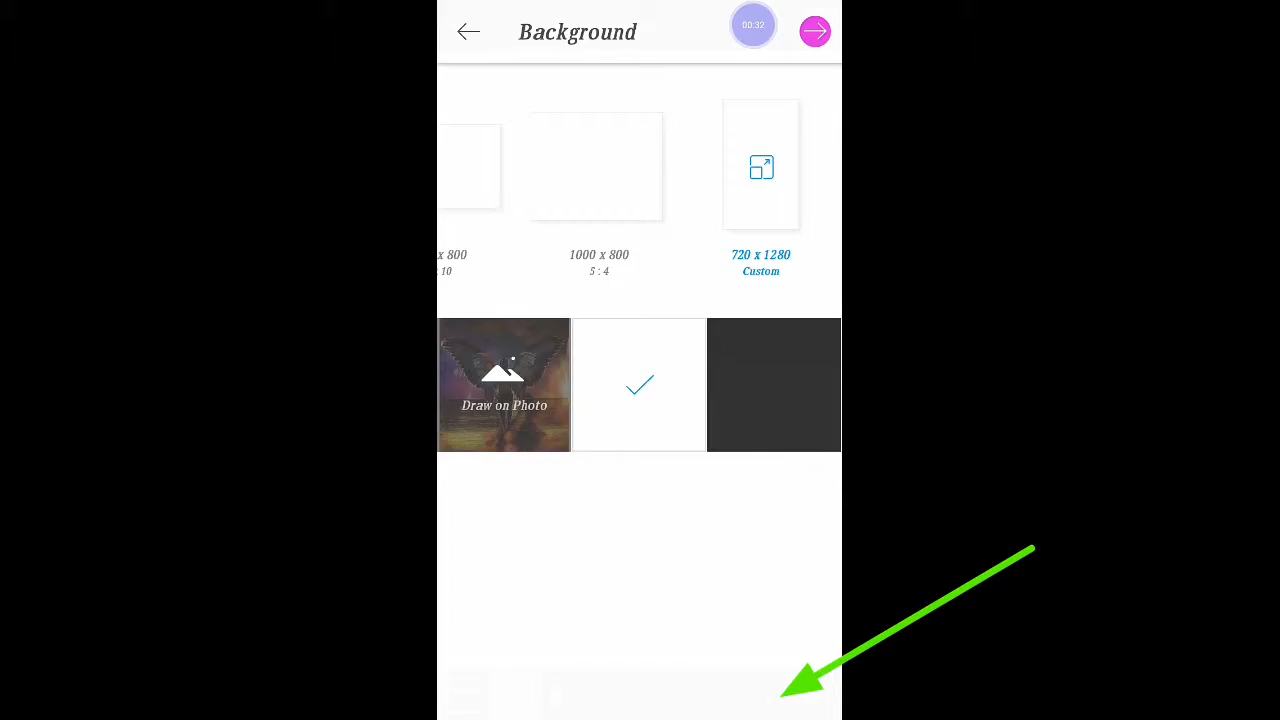 Background
00:32
x 800
: 10
1000 x 800
5 : 4
720 x 1280
Custom
Draw on Photo